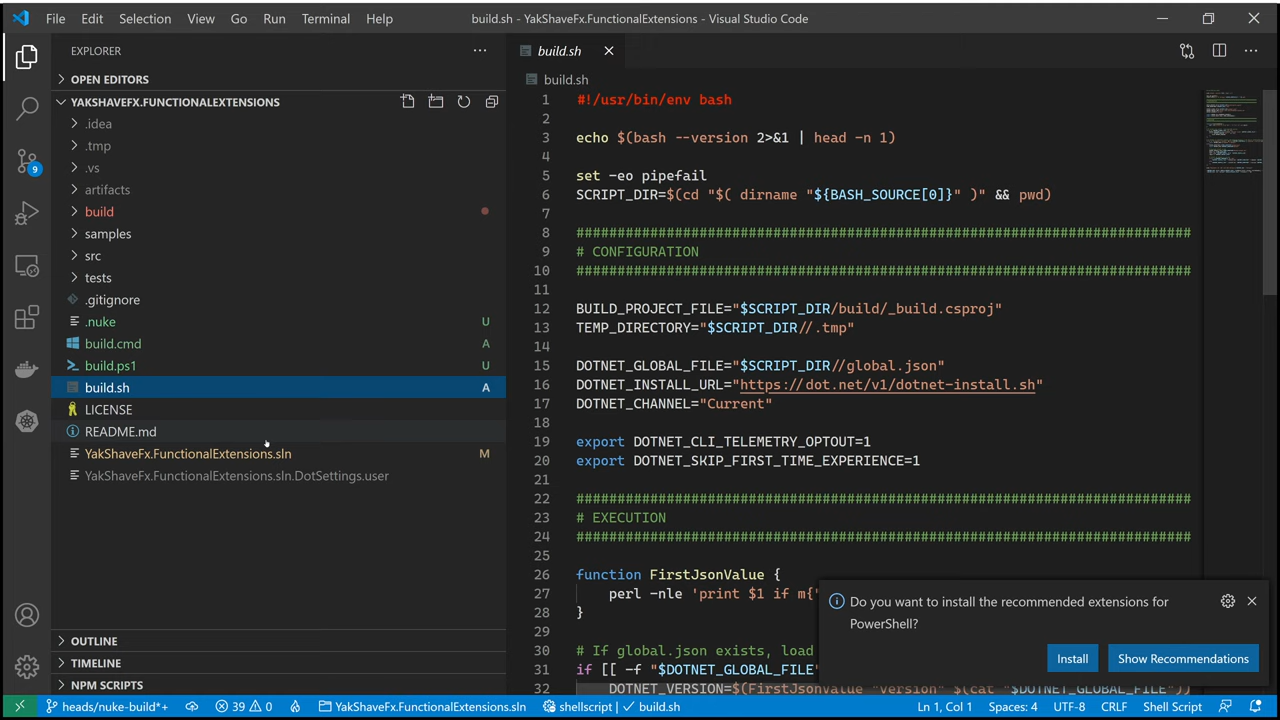 File Edit Selection View Go Run Terminal Help
build.sh - YakShaveFx.FunctionalExtensions - Visual Studio Code
EXPLORER
OPEN EDITORS
YAKSHAVEFX.FUNCTIONALEXTENSIONS
.idea
.tmp
.vs
artifacts
build
samples
src
tests
.gitignore
.nuke U
build.cmd A
build.ps1 U
build.sh A
LICENSE
README.md
YakShaveFx.FunctionalExtensions.sln M
YakShaveFx.FunctionalExtensions.sln.DotSettings.user
OUTLINE
TIMELINE
NPM SCRIPTS
9
build.sh
build.sh
1 #!/usr/bin/env bash
2
3 echo $(bash --version 2>&1 | head -n 1)
4
5 set -eo pipefail
6 SCRIPT_DIR=$(cd "$( dirname "${BASH_SOURCE[0]}" )" && pwd)
7
8 ###########################################################################
9 # CONFIGURATION
10 ###########################################################################
11
12 BUILD_PROJECT_FILE="$SCRIPT_DIR/build/_build.csproj"
13 TEMP_DIRECTORY="$SCRIPT_DIR//.tmp"
14
15 DOTNET_GLOBAL_FILE="$SCRIPT_DIR//global.json"
16 DOTNET_INSTALL_URL="https://dot.net/v1/dotnet-install.sh"
17 DOTNET_CHANNEL="Current"
18
19 export DOTNET_CLI_TELEMETRY_OPTOUT=1
20 export DOTNET_SKIP_FIRST_TIME_EXPERIENCE=1
21
22 ###########################################################################
23 # EXECUTION
24 ###########################################################################
25
26 function FirstJsonValue {
27 perl -nle 'print $1 if m{"
28 }
29
30 # If global.json exists, load
31 if [[ -f "$DOTNET_GLOBAL_FILE"
32 DOTNET_VERSION=$(FirstJsonValue "version" $(cat "$DOTNET_GLOBAL_FILE"))
Do you want to install the recommended extensions for
PowerShell?
Install Show Recommendations
heads/nuke-build*+ 39 0 YakShaveFx.FunctionalExtensions.sln shellscript | build.sh Ln 1, Col 1 Spaces: 4 UTF-8 CRLF Shell Script